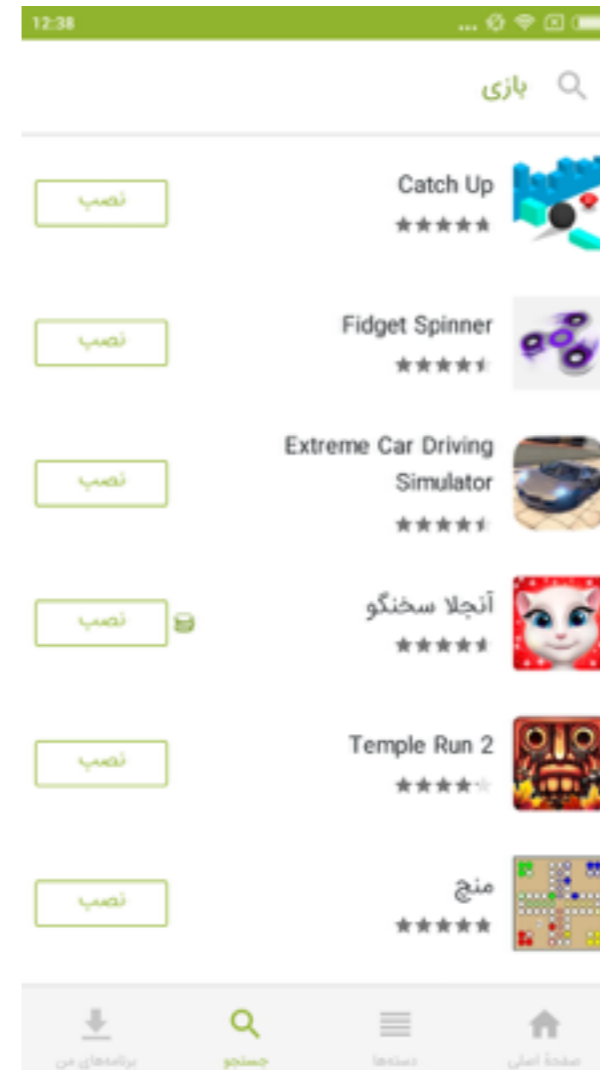 12:38
...
بازی
Catch Up
نصب
Fidget Spinner
نصب
Extreme Car Driving
Simulator
نصب
آنجلا سخنگو
نصب
Temple Run 2
نصب
منچ
نصب
صفحهٔ اصلی
دسته‌ها
جستجو
برنامه‌های من